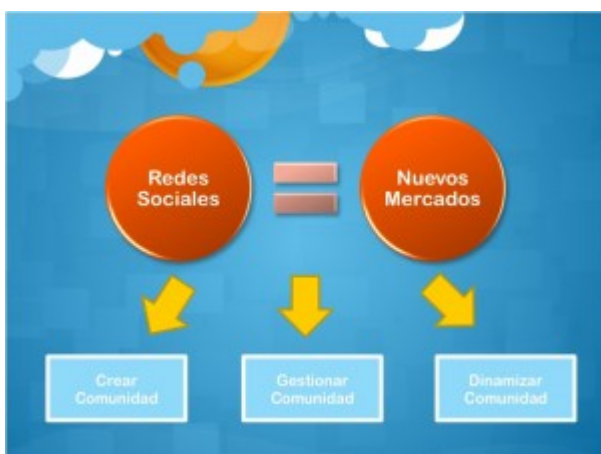 Redes
Sociales
Nuevos
Mercados
Crear
Comunidad
Gestionar
Comunidad
Dinamizar
Comunidad